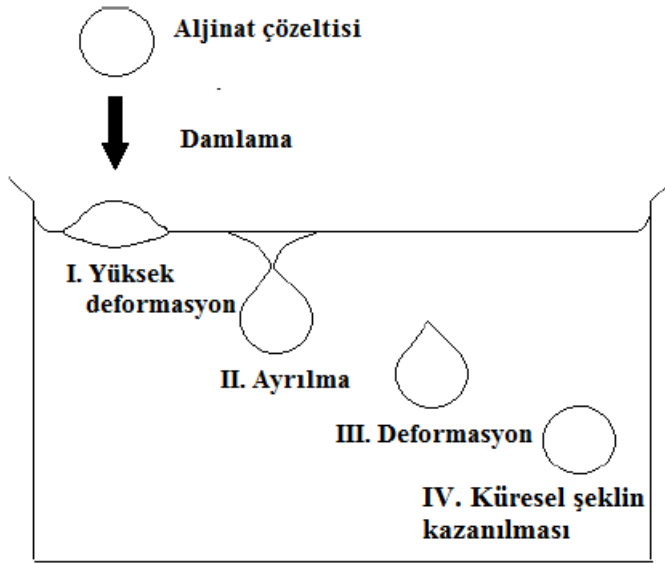 Aljinat çözeltisi
Damlama
I. Yüksek
deformasyon
II. Ayrılma
III. Deformasyon
IV. Küresel şeklin
kazanılması